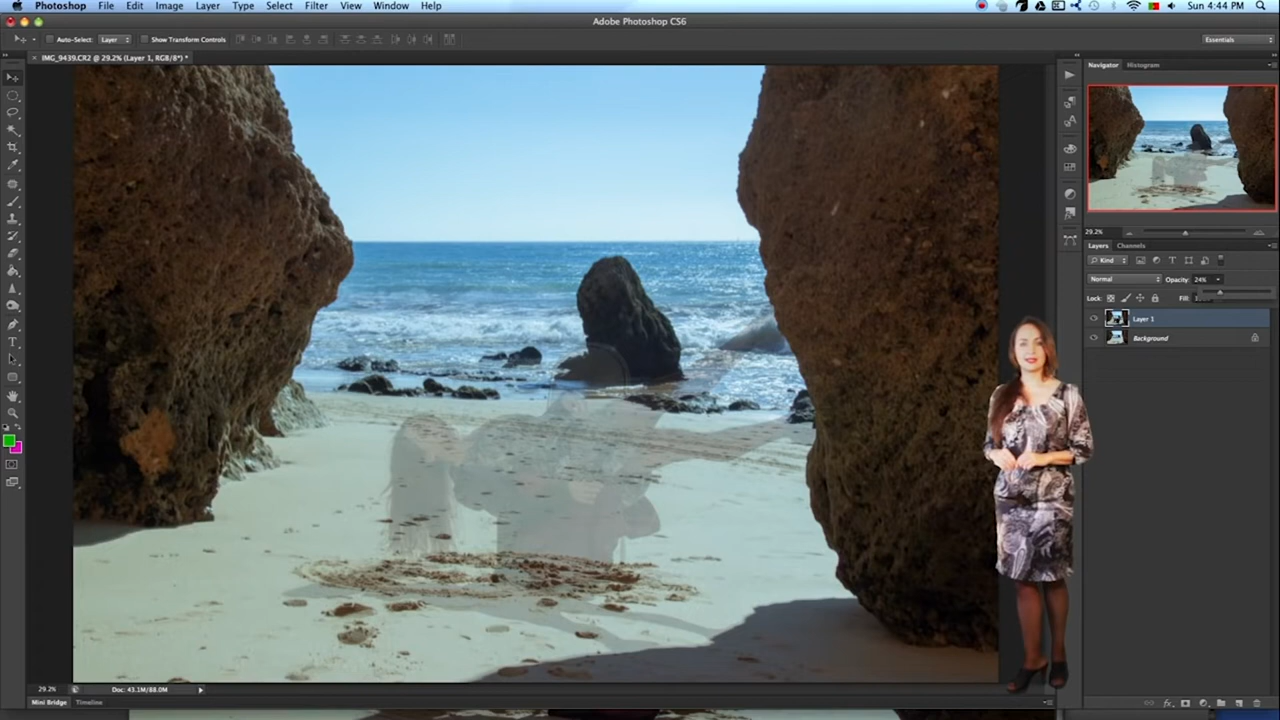 Photoshop File Edit Image Layer Type Select Filter View Window Help Sun 4:44 PM
Adobe Photoshop CS6
Auto-Select: Layer Show Transform Controls Essentials
IMG_9439.CR2 @ 29.2% (Layer 1, RGB/8*) *
Navigator Histogram
29.2%
Layers Channels
Kind
Normal Opacity: 24%
Lock: Fill:
Layer 1
Background
29.2% Doc: 43.1M/88.0M
Mini Bridge Timeline